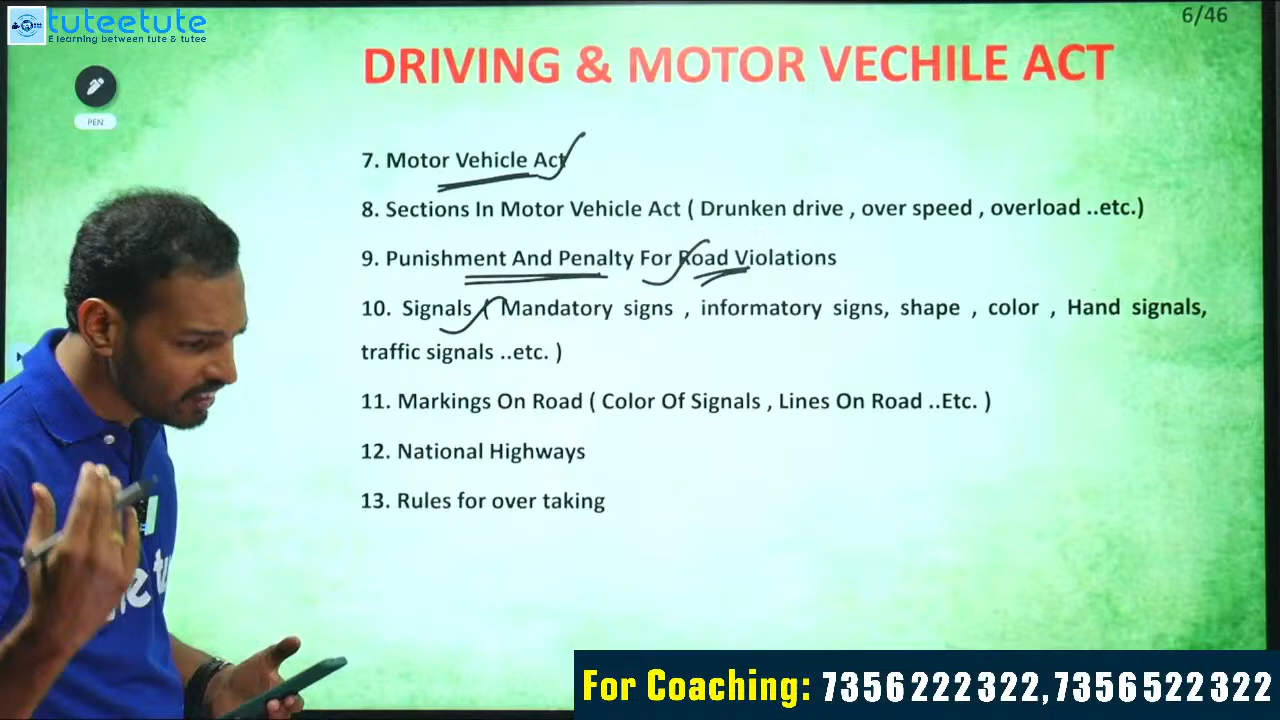 6/46
tuteetute
E learning between tute & tutee
DRIVING & MOTOR VECHILE ACT
PEN
7. Motor Vehicle Act
8. Sections In Motor Vehicle Act ( Drunken drive , over speed , overload ..etc.)
9. Punishment And Penalty For Road Violations
10. Signals ( Mandatory signs , informatory signs, shape , color , Hand signals,
traffic signals ..etc. )
11. Markings On Road ( Color Of Signals , Lines On Road ..Etc. )
12. National Highways
13. Rules for over taking
For Coaching: 7356222322,7356522322